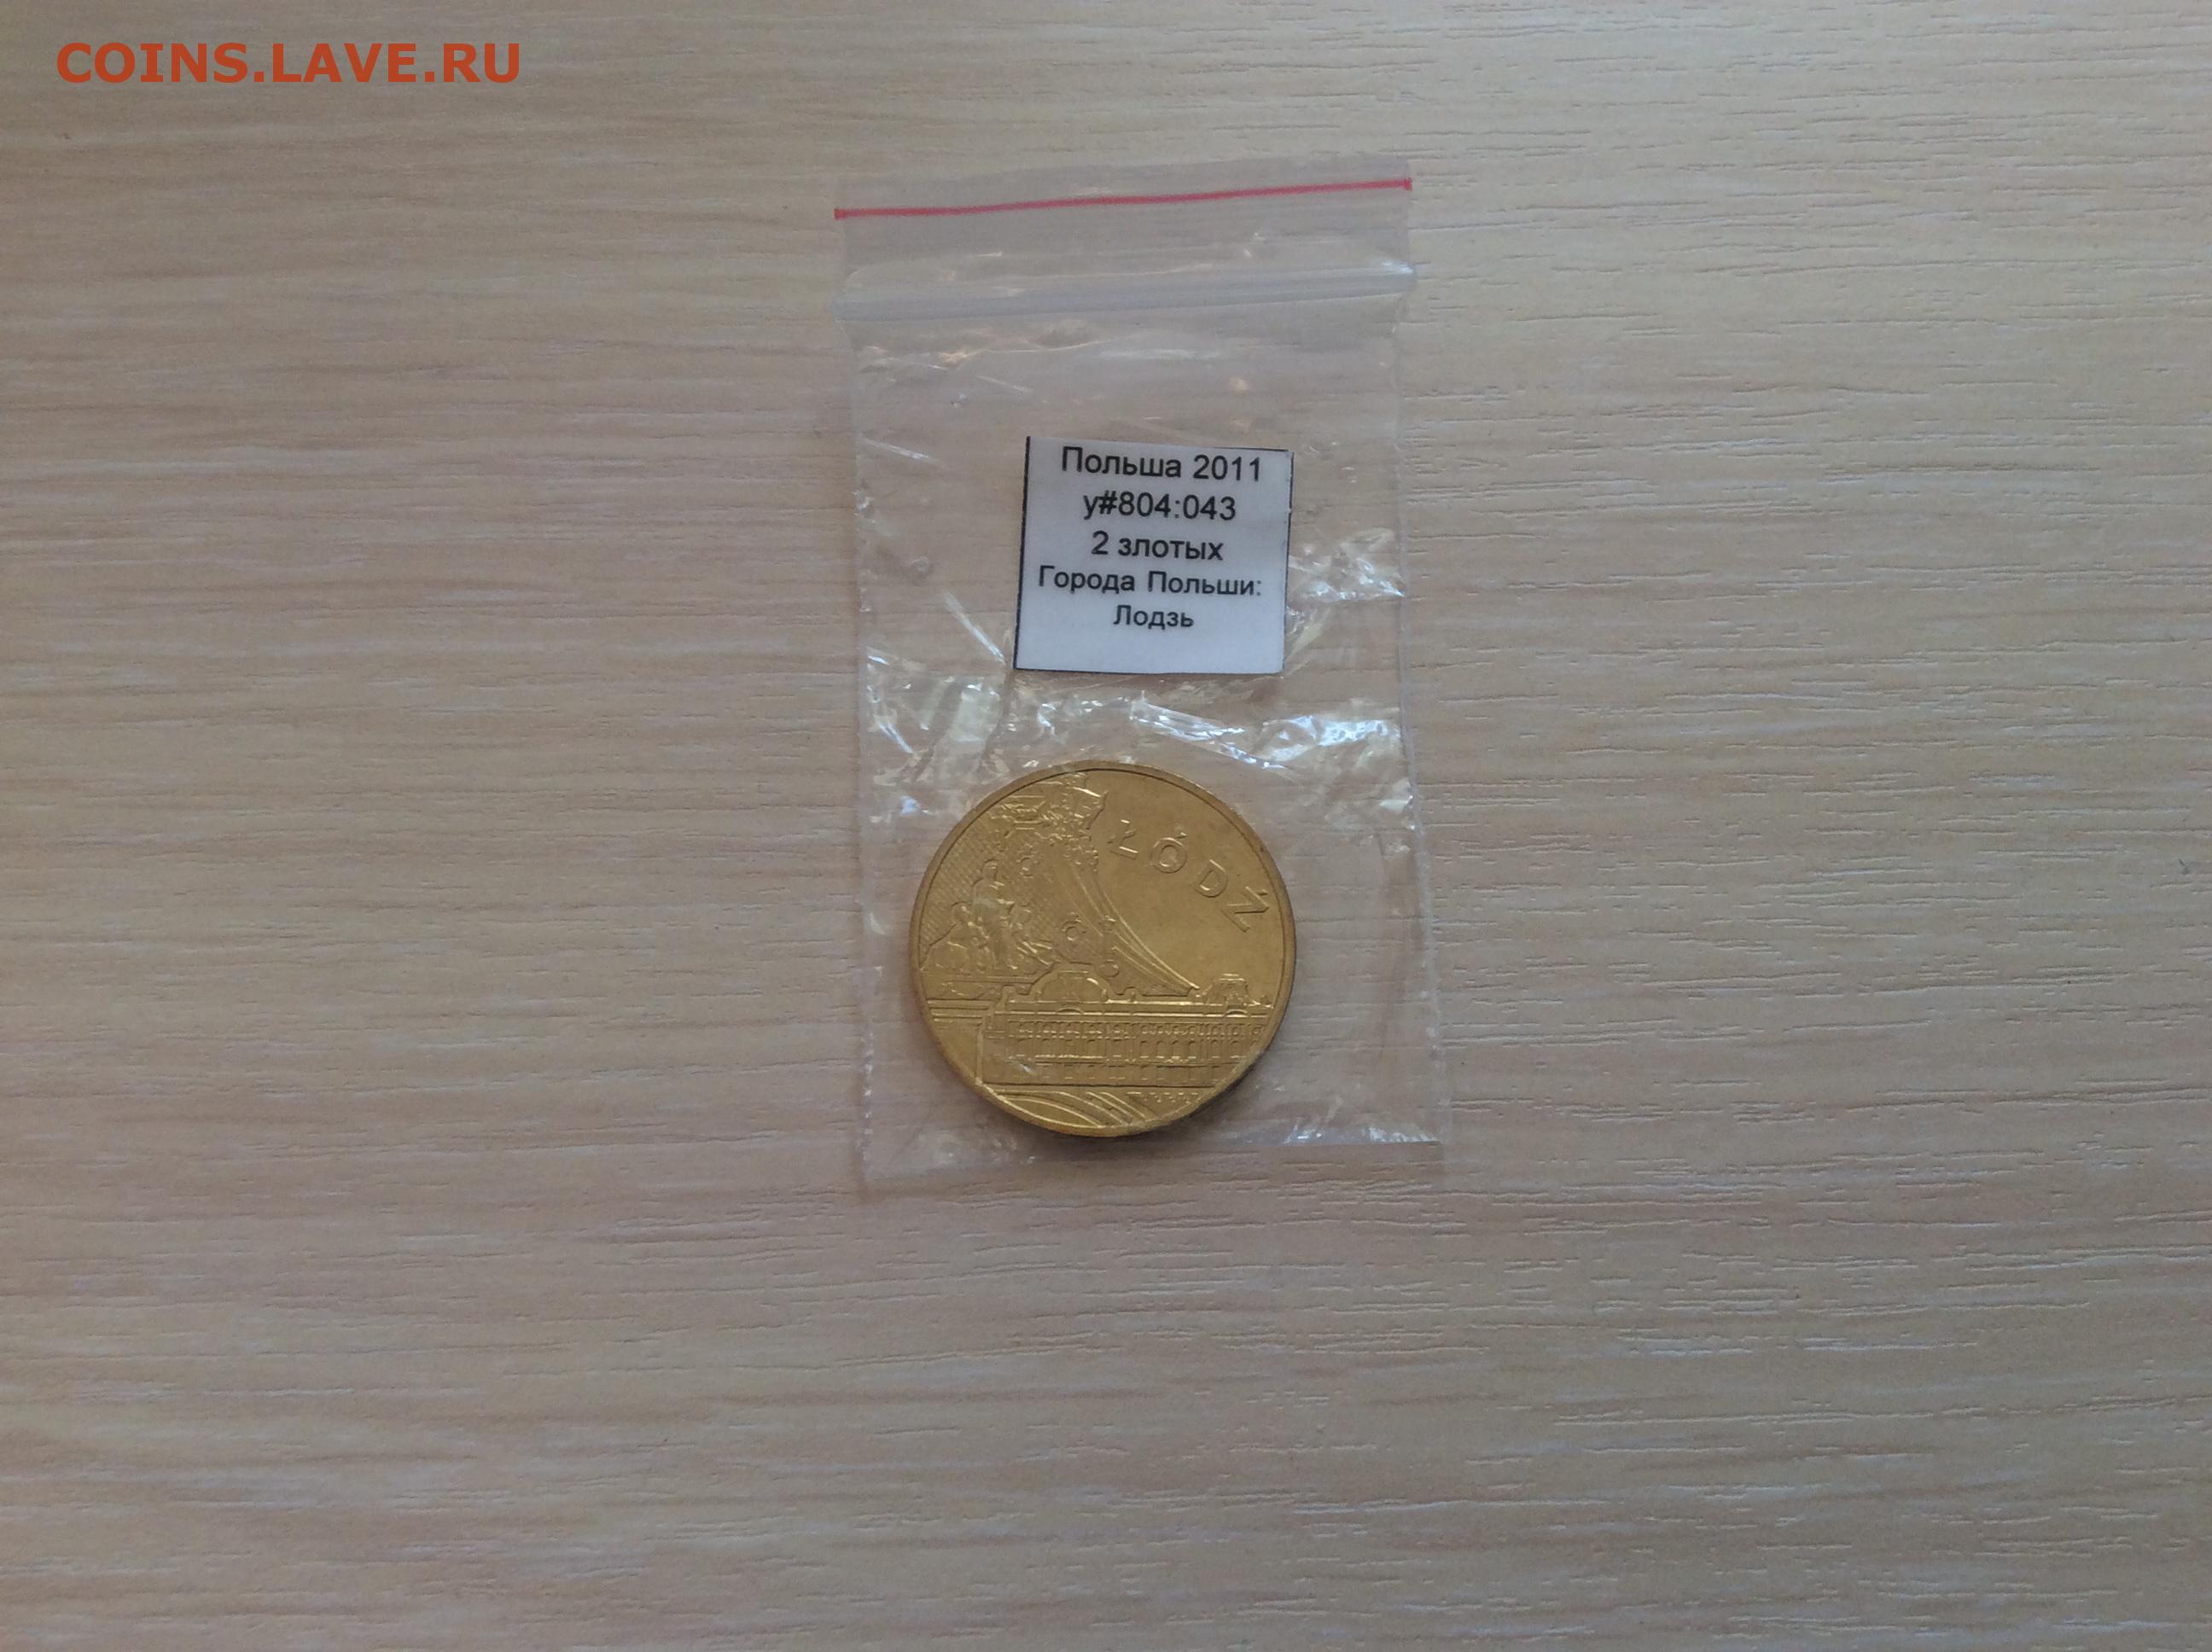 COINS.LAVE.RU
Польша 2011
y#804:043
2 злотых
Города Польши:
Лодзь
ŁÓDŹ